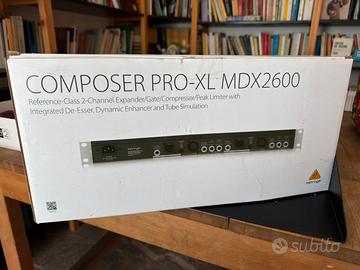 COMPOSER PRO-XL MDX2600
Reference-Class 2-Channel Expander/Gate/Compressor/Peak Limiter with
Integrated De-Esser, Dynamic Enhancer and Tube Simulation
behringer
subito